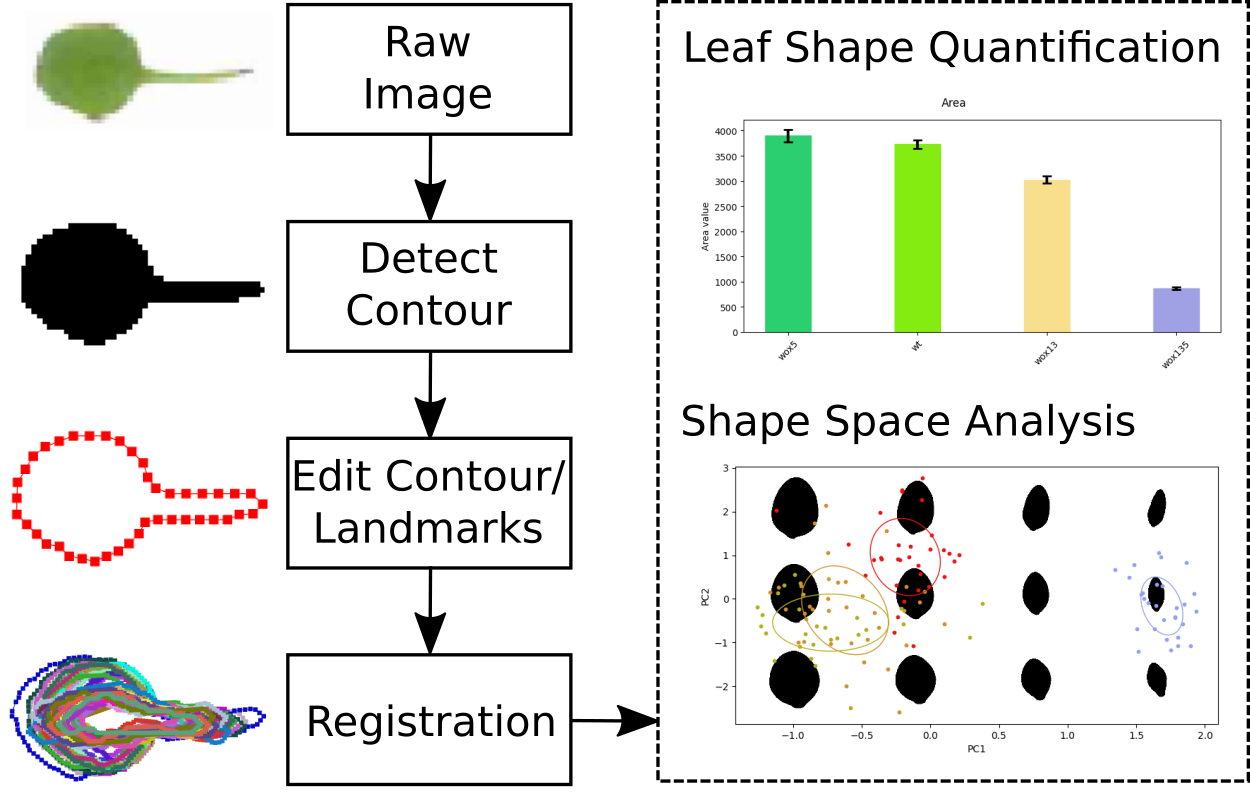 Raw
Image
Detect
Contour
Edit Contour/
Landmarks
Registration
Leaf Shape Quantification
Area
Area value
4000
3500
3000
2500
2000
1500
1000
500
0
wox5
wt
wox13
wox135
Shape Space Analysis
PC2
3
2
1
0
−1
−2
−1.0
−0.5
0.0
0.5
1.0
1.5
2.0
PC1